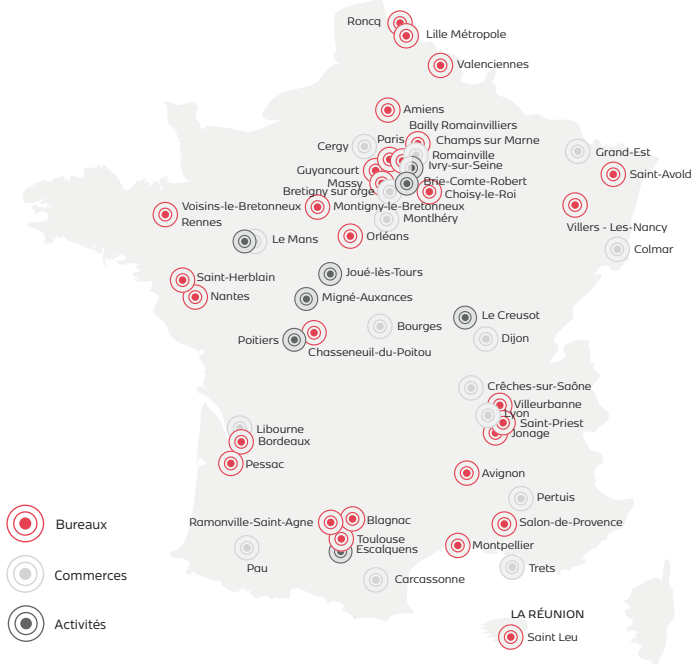 Roncq
Lille Métropole
Valenciennes
Amiens
Bailly Romainvilliers
Paris
Champs sur Marne
Cergy
Romainville
Grand-Est
Ivry-sur-Seine
Guyancourt
Saint-Avold
Massy
Brie-Comte-Robert
Bretigny sur orge
Choisy-le-Roi
Voisins-le-Bretonneux
Montigny-le-Bretonneux
Rennes
Montlhéry
Villers - Les-Nancy
Le Mans
Orléans
Colmar
Joué-lès-Tours
Saint-Herblain
Nantes
Migné-Auxances
Le Creusot
Bourges
Poitiers
Dijon
Chasseneuil-du-Poitou
Crêches-sur-Saône
Villeurbanne
Lyon
Saint-Priest
Libourne
Jonage
Bordeaux
Pessac
Avignon
Pertuis
Bureaux
Ramonville-Saint-Agne
Blagnac
Salon-de-Provence
Toulouse
Montpellier
Escalquens
Pau
Trets
Commerces
Carcassonne
LA RÉUNION
Activités
Saint Leu